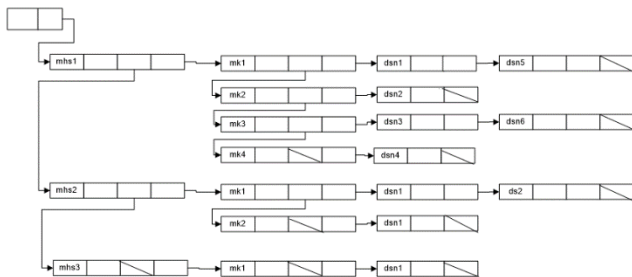 mhs1 mk1 dsn1 dsn5
mk2 dsn2
mk3 dsn3 dsn6
mk4 dsn4
mhs2 mk1 dsn1 ds2
mk2 dsn1
mhs3 mk1 dsn1